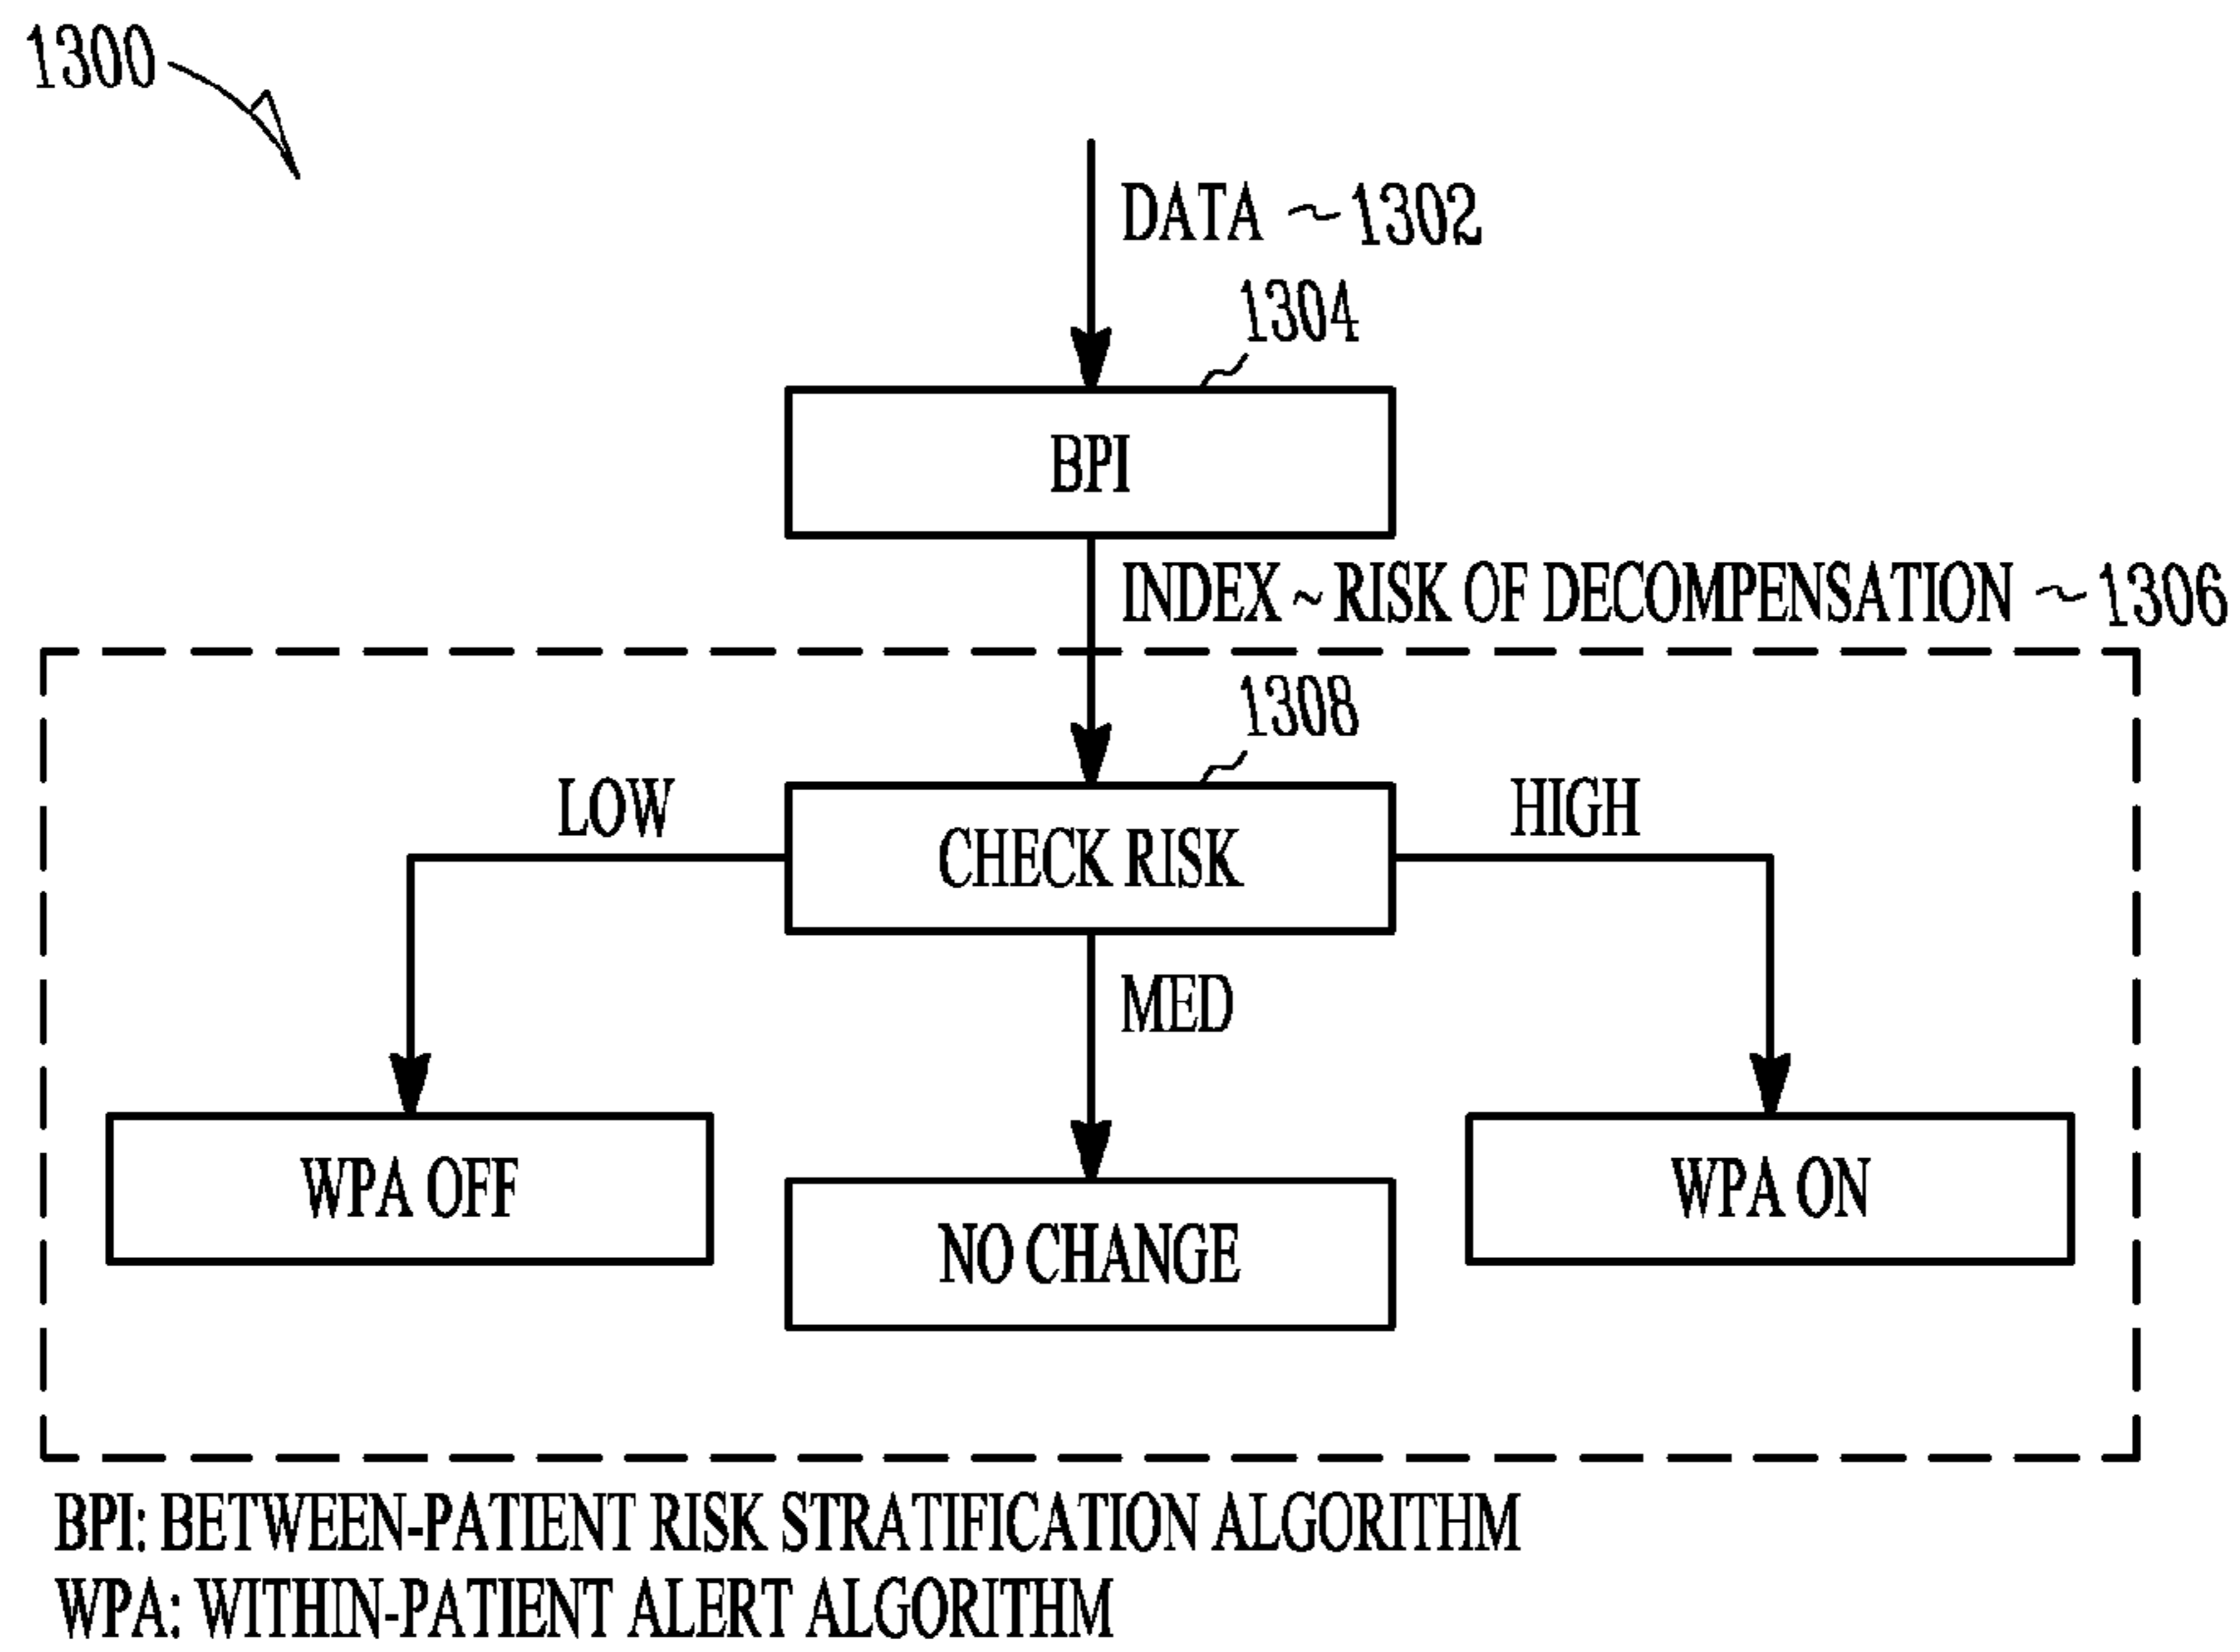 1300
DATA ~ 1302
1304
BPI
INDEX ~ RISK OF DECOMPENSATION ~ 1306
1308
LOW
HIGH
CHECK RISK
MED
WPA OFF
WPA ON
NO CHANGE
BPI: BETWEEN-PATIENT RISK STRATIFICATION ALGORITHM
WPA: WITHIN-PATIENT ALERT ALGORITHM